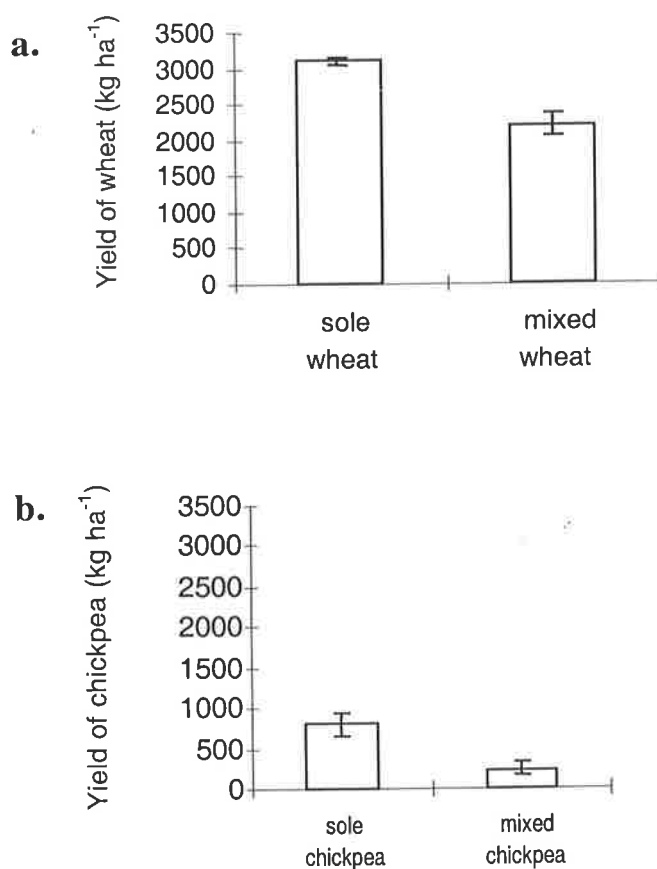 a.
Yield of wheat (kg ha⁻¹)
3500
3000
2500
2000
1500
1000
500
0
sole
wheat
mixed
wheat
b.
Yield of chickpea (kg ha⁻¹)
3500
3000
2500
2000
1500
1000
500
0
sole
chickpea
mixed
chickpea